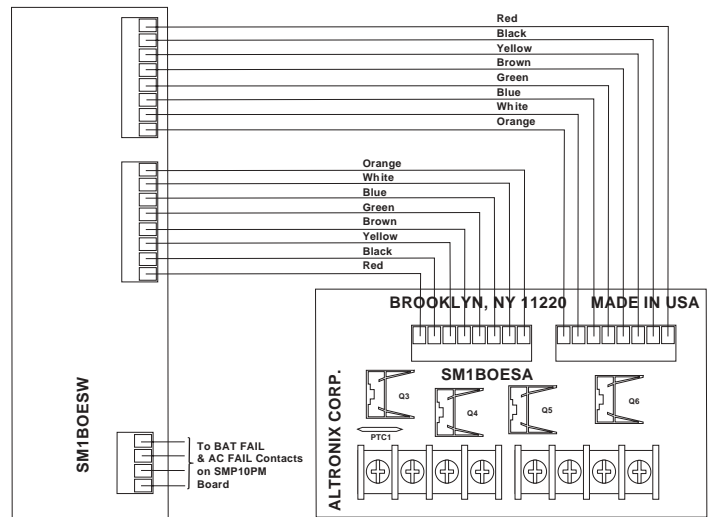 Red
Black
Yellow
Brown
Green
Blue
White
Orange
Orange
White
Blue
Green
Brown
Yellow
Black
Red
BROOKLYN, NY 11220 MADE IN USA
SM1BOESA
ALTRONIX CORP.
Q3
Q4
Q5
Q6
PTC1
SM1BOESW
To BAT FAIL
& AC FAIL Contacts
on SMP10PM
Board